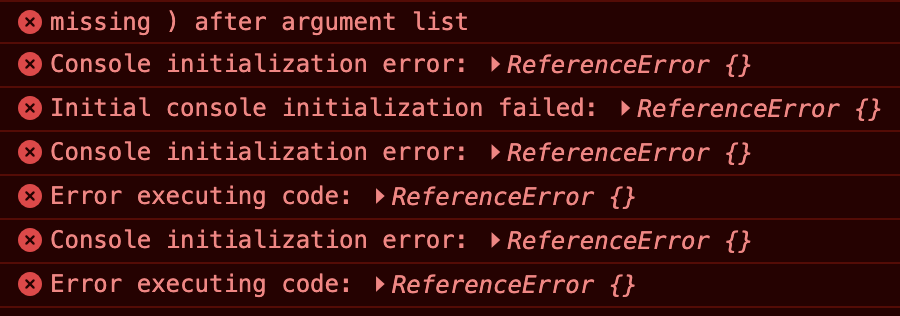 missing ) after argument list
Console initialization error: ▶ReferenceError {}
Initial console initialization failed: ▶ReferenceError {}
Console initialization error: ▶ReferenceError {}
Error executing code: ▶ReferenceError {}
Console initialization error: ▶ReferenceError {}
Error executing code: ▶ReferenceError {}